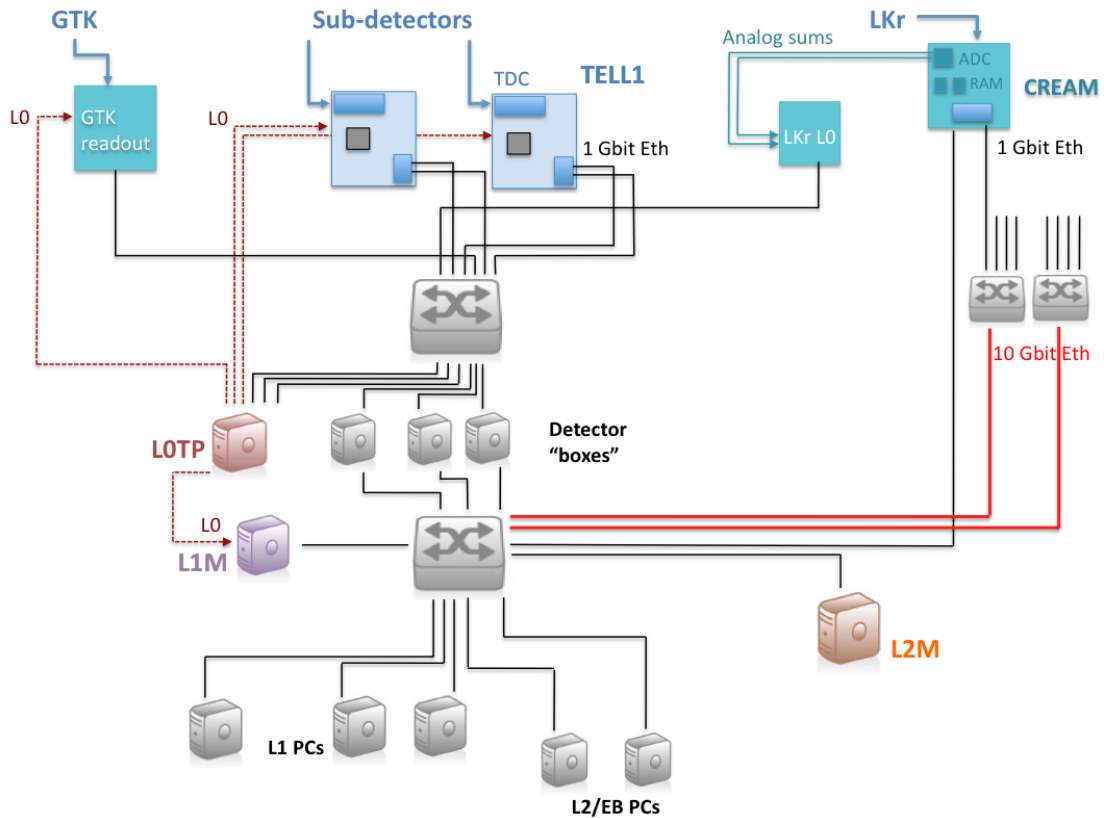 GTK
Sub-detectors
LKr
Analog sums
TDC
TELL1
ADC
RAM
CREAM
L0
GTK
readout
L0
LKr L0
1 Gbit Eth
1 Gbit Eth
10 Gbit Eth
L0TP
Detector
“boxes”
L0
L1M
L2M
L1 PCs
L2/EB PCs